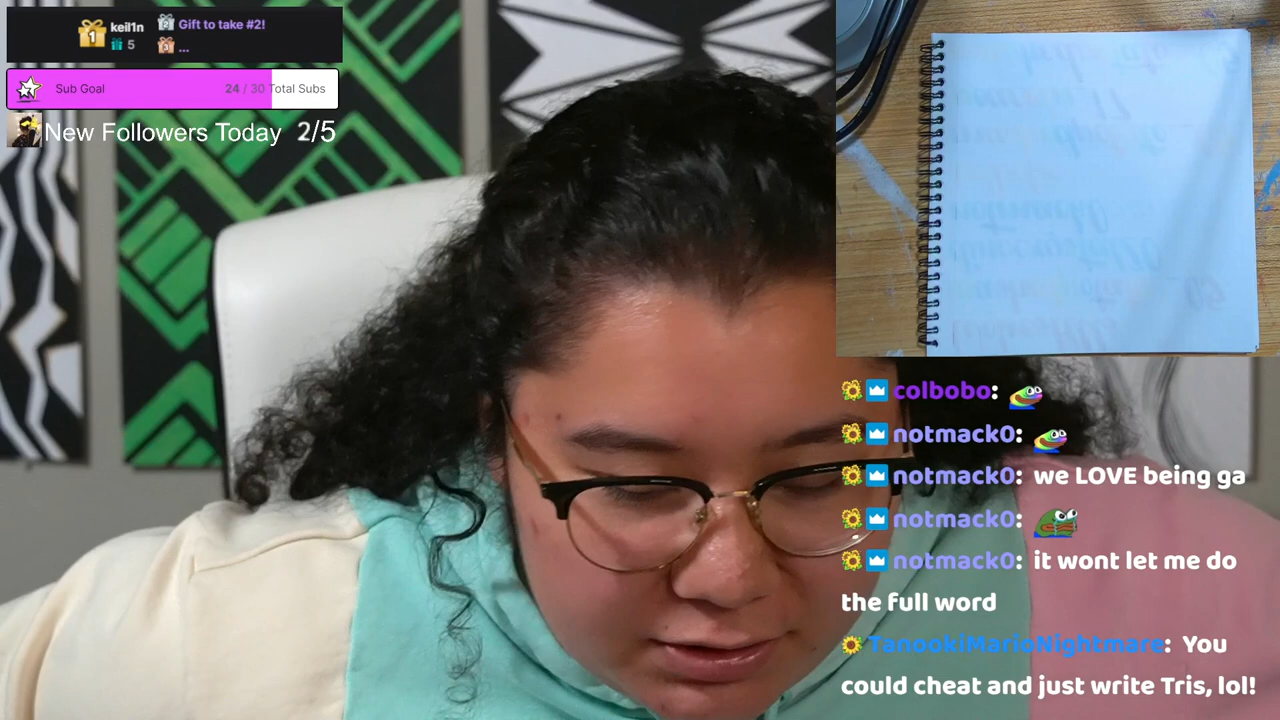 keil1n
5
Gift to take #2!
...
Sub Goal
24 / 30 Total Subs
New Followers Today 2/5
colbobo:
notmack0:
notmack0: we LOVE being ga
notmack0:
notmack0: it wont let me do
the full word
TanookiMarioNightmare: You
could cheat and just write Tris, lol!